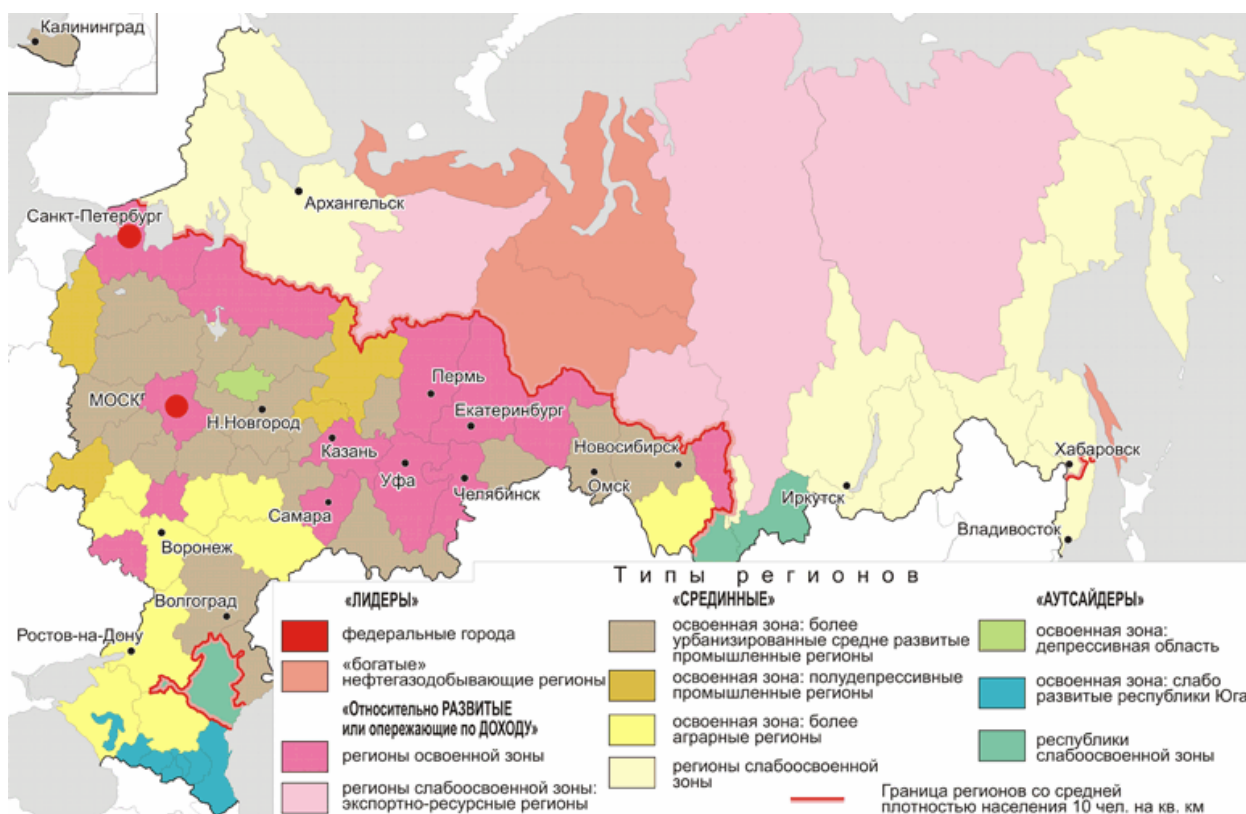 Калининград
Архангельск
Санкт-Петербург
Пермь
МОСК
Екатеринбург
Н.Новгород
Новосибирск
Хабаровск
Казань
Уфа
Омск
Иркутск
Челябинск
Самара
Владивосток
Воронеж
Типы регионов
Волгоград
«ЛИДЕРЫ»
федеральные города
Ростов-на-Дону
«богатые»
нефтегазодобывающие регионы
«Относительно РАЗВИТЫЕ
или опережающие по ДОХОДУ»
регионы освоенной зоны
регионы слабоосвоенной зоны:
экспортно-ресурсные регионы
«СРЕДИННЫЕ»
освоенная зона: более
урбанизированные средне развитые
промышленные регионы
освоенная зона: полудепрессивные
промышленные регионы
освоенная зона: более
аграрные регионы
регионы слабоосвоенной
зоны
«АУТСАЙДЕРЫ»
освоенная зона:
депрессивная область
освоенная зона: слабо
развитые республики Юга
республики
слабоосвоенной зоны
Граница регионов со средней
плотностью населения 10 чел. на кв. км